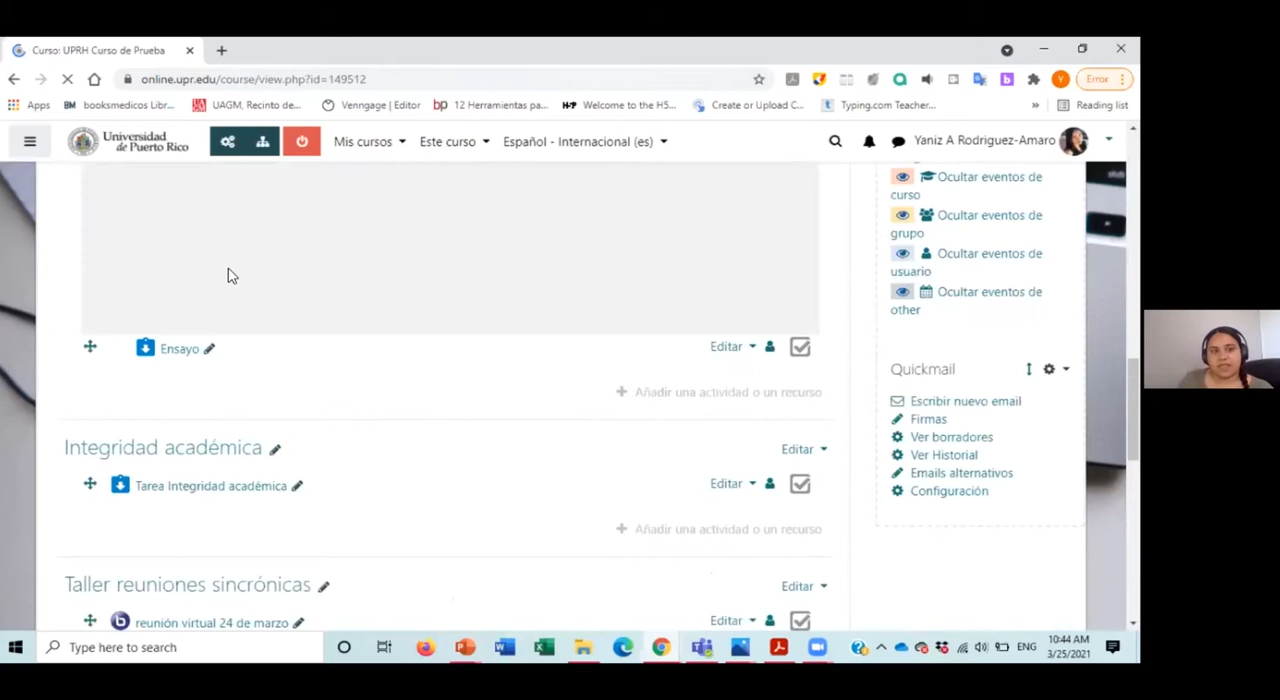 Curso: UPRH Curso de Prueba
online.upr.edu/course/view.php?id=149512
Error
Apps
BM booksmedicos Libr...
UAGM, Recinto de...
Venngage | Editor
bp 12 Herramientas pa...
H-P Welcome to the H5...
Create or Upload C...
t Typing.com Teacher...
»
Reading list
Universidad
de Puerto Rico
Mis cursos
Este curso
Español - Internacional (es)
Yaniz A Rodriguez-Amaro
Ocultar eventos de
curso
Ocultar eventos de
grupo
Ocultar eventos de
usuario
Ocultar eventos de
other
Ensayo
Editar
Añadir una actividad o un recurso
Quickmail
Escribir nuevo email
Firmas
Ver borradores
Ver Historial
Emails alternativos
Configuración
Integridad académica
Editar
Tarea Integridad académica
Editar
Añadir una actividad o un recurso
Taller reuniones sincrónicas
Editar
reunión virtual 24 de marzo
Editar
Type here to search
ENG
10:44 AM
3/25/2021